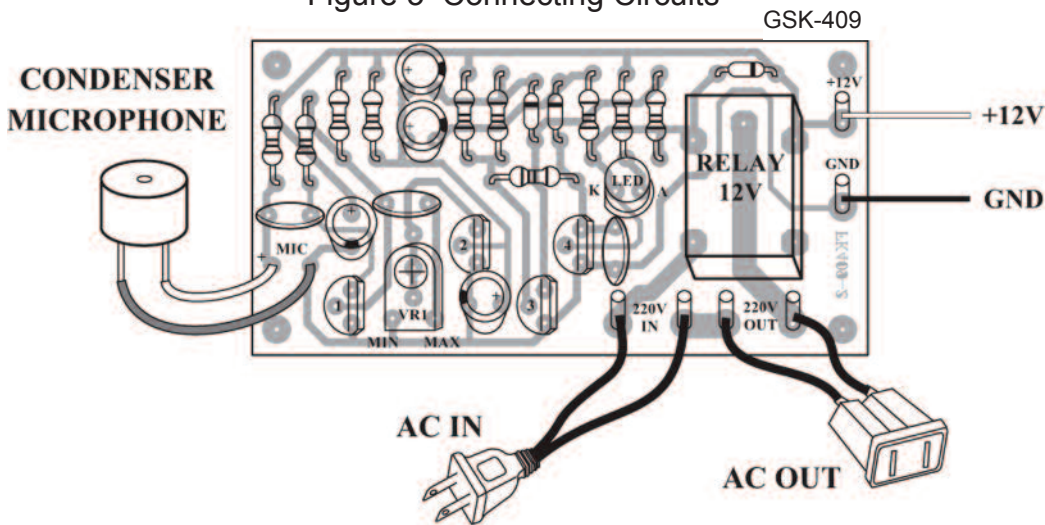 Figure 3 Connecting Circuits
GSK-409
CONDENSER
MICROPHONE
+12V
+12V
RELAY
12V
GND
GND
K
LED
A
+
MIC
1
2
3
4
VR1
MIN
MAX
220V
IN
220V
OUT
AC IN
AC OUT